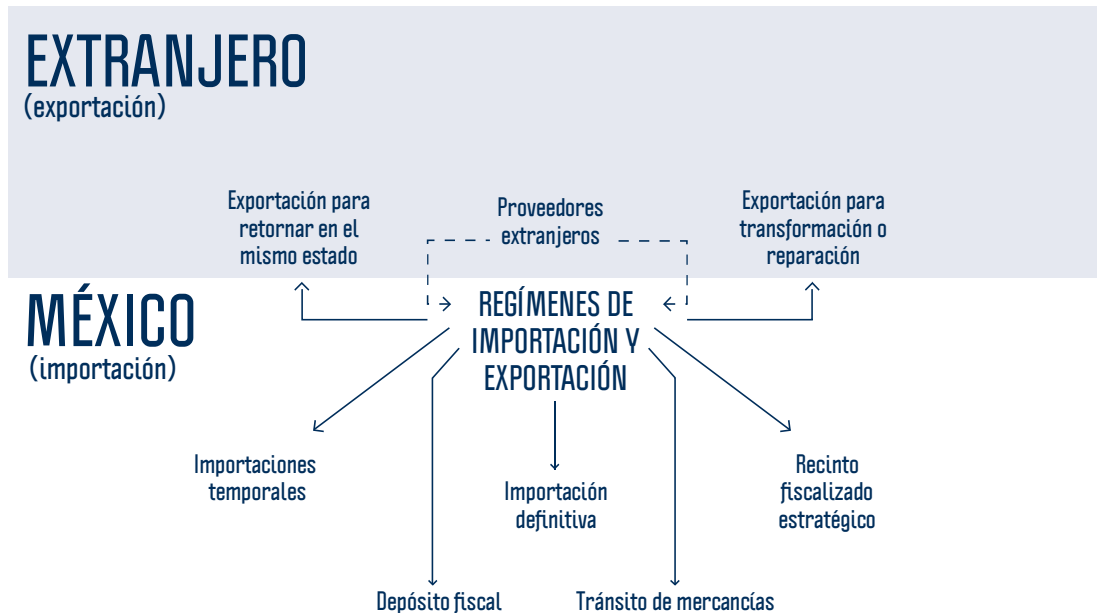 EXTRANJERO
(exportación)
Exportación para
retornar en el
mismo estado
Proveedores
extranjeros
Exportación para
transformación o
reparación
MÉXICO
(importación)
REGÍMENES DE
IMPORTACIÓN Y
EXPORTACIÓN
Importaciones
temporales
Importación
definitiva
Recinto
fiscalizado
estratégico
Depósito fiscal
Tránsito de mercancías